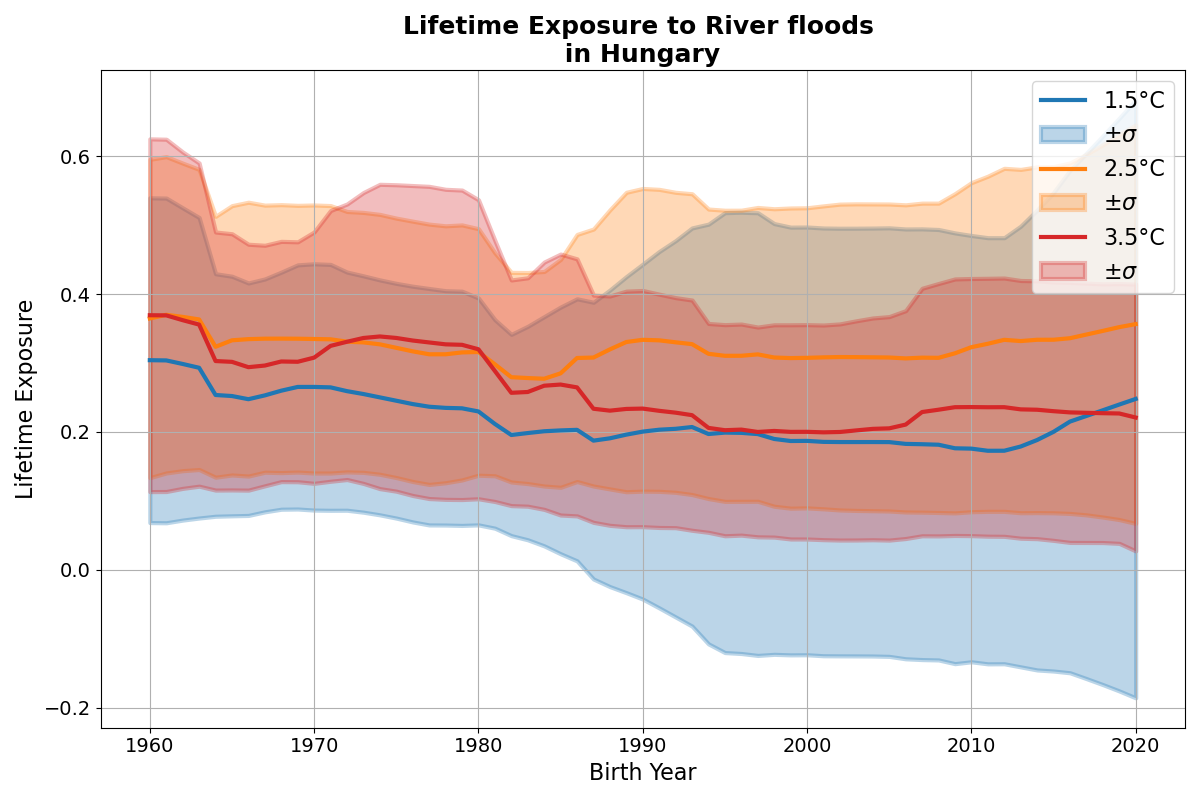 Lifetime Exposure to River floods
in Hungary
1.5°C
±σ
2.5°C
±σ
3.5°C
±σ
Lifetime Exposure
0.6
0.4
0.2
0.0
−0.2
1960 1970 1980 1990 2000 2010 2020
Birth Year